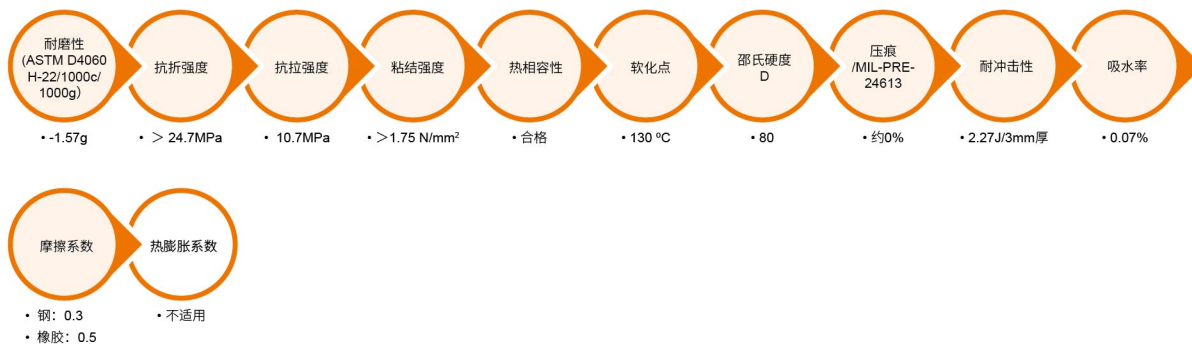 耐磨性
(ASTM D4060
H-22/1000c/
1000g）
• -1.57g
抗折强度
• ＞ 24.7MPa
抗拉强度
• 10.7MPa
粘结强度
• ＞1.75 N/mm²
热相容性
• 合格
软化点
• 130 ºC
邵氏硬度
D
• 80
压痕
/MIL-PRE-
24613
• 约0%
耐冲击性
• 2.27J/3mm厚
吸水率
• 0.07%
摩擦系数
• 钢：0.3
• 橡胶：0.5
热膨胀系数
• 不适用